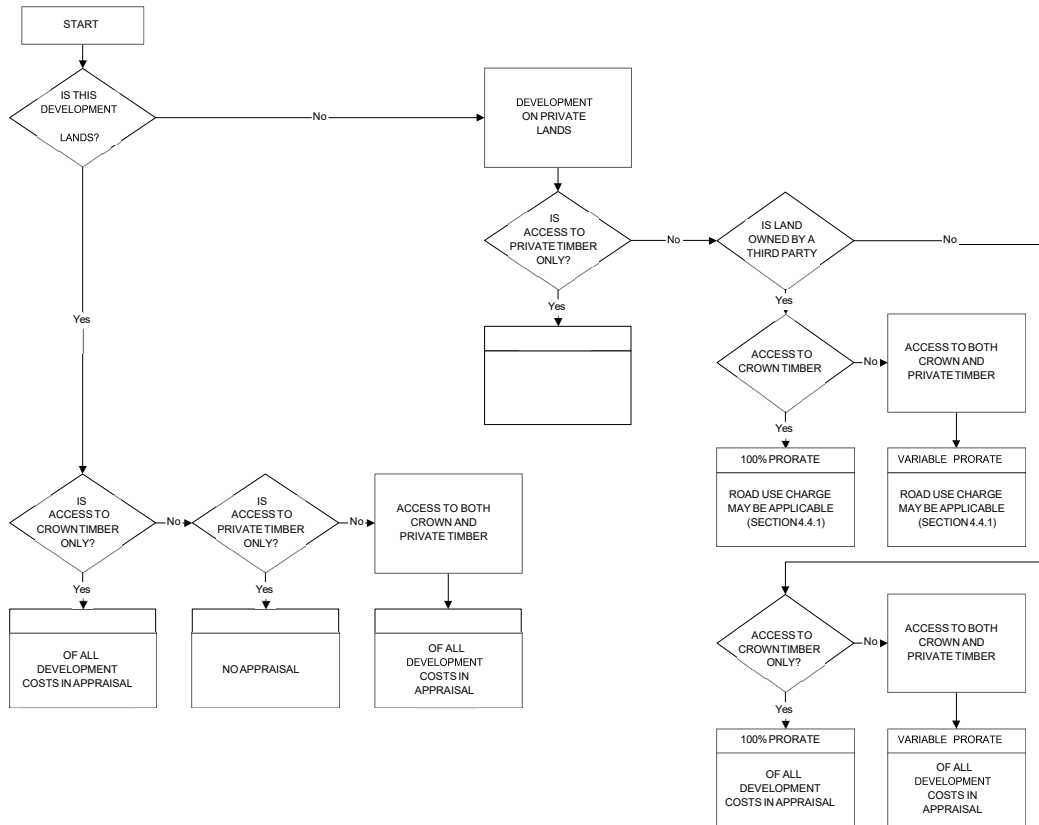 START
IS THIS
DEVELOPMENT
LANDS?
No
DEVELOPMENT
ON PRIVATE
LANDS
IS
ACCESS TO
PRIVATE TIMBER
ONLY?
No
IS LAND
OWNED BY A
THIRD PARTY
No
Yes
Yes
Yes
ACCESS TO
CROWN TIMBER
No
ACCESS TO BOTH
CROWN AND
PRIVATE TIMBER
Yes
100% PRORATE
ROAD USE CHARGE
MAY BE APPLICABLE
(SECTION 4.4.1)
VARIABLE PRORATE
ROAD USE CHARGE
MAY BE APPLICABLE
(SECTION 4.4.1)
IS
ACCESS TO
CROWN TIMBER
ONLY?
No
IS
ACCESS TO
PRIVATE TIMBER
ONLY?
No
ACCESS TO BOTH
CROWN AND
PRIVATE TIMBER
Yes
Yes
OF ALL
DEVELOPMENT
COSTS IN APPRAISAL
NO APPRAISAL
OF ALL
DEVELOPMENT
COSTS IN
APPRAISAL
ACCESS TO
CROWN TIMBER
ONLY?
No
ACCESS TO BOTH
CROWN AND
PRIVATE TIMBER
Yes
100% PRORATE
OF ALL
DEVELOPMENT
COSTS IN APPRAISAL
VARIABLE PRORATE
OF ALL
DEVELOPMENT
COSTS IN
APPRAISAL